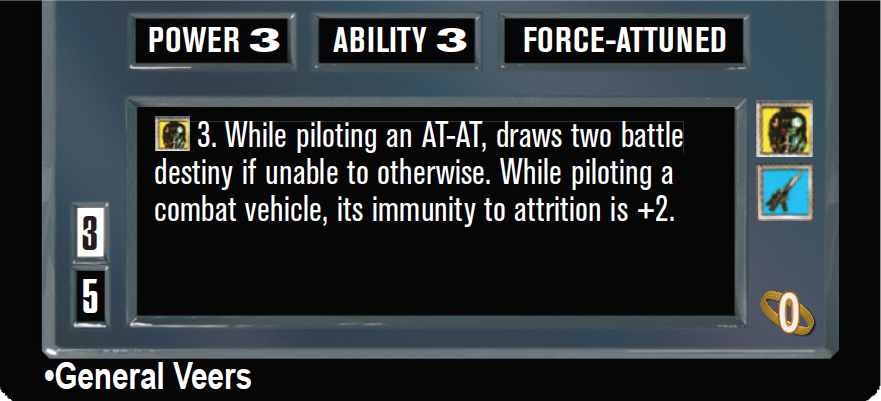 POWER 3 ABILITY 3 FORCE-ATTUNED
3. While piloting an AT-AT, draws two battle
destiny if unable to otherwise. While piloting a
combat vehicle, its immunity to attrition is +2.
3
5
0
•General Veers